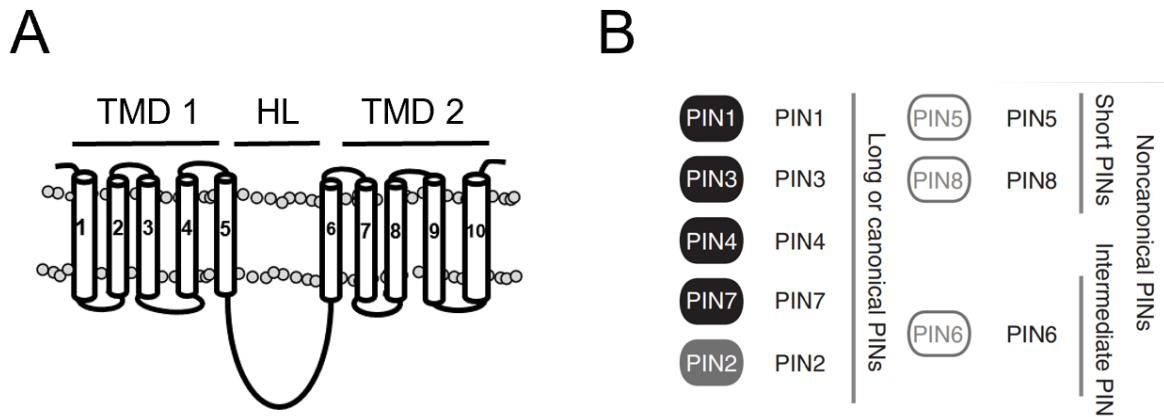 A
TMD 1 HL TMD 2
1 2 3 4 5 6 7 8 9 10
B
PIN1 PIN1
PIN3 PIN3
PIN4 PIN4
PIN7 PIN7
PIN2 PIN2
Long or canonical PINs
PIN5 PIN5
PIN8 PIN8
PIN6 PIN6
Short PINs
Intermediate PIN
Noncanonical PINs